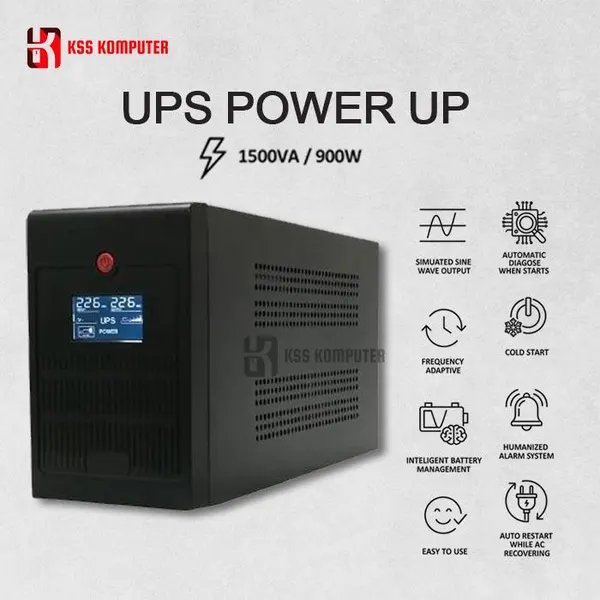 KSS KOMPUTER
UPS POWER UP
1500VA / 900W
226 226
UPS
POWER
KSS KOMPUTER
SIMUATED SINE
WAVE OUTPUT
AUTOMATIC
DIAGOSE
WHEN STARTS
FREQUENCY
ADAPTIVE
COLD START
INTELIGENT BATTERY
MANAGEMENT
HUMANIZED
ALARM SYSTEM
EASY TO USE
AUTO RESTART
WHILE AC
RECOVERING